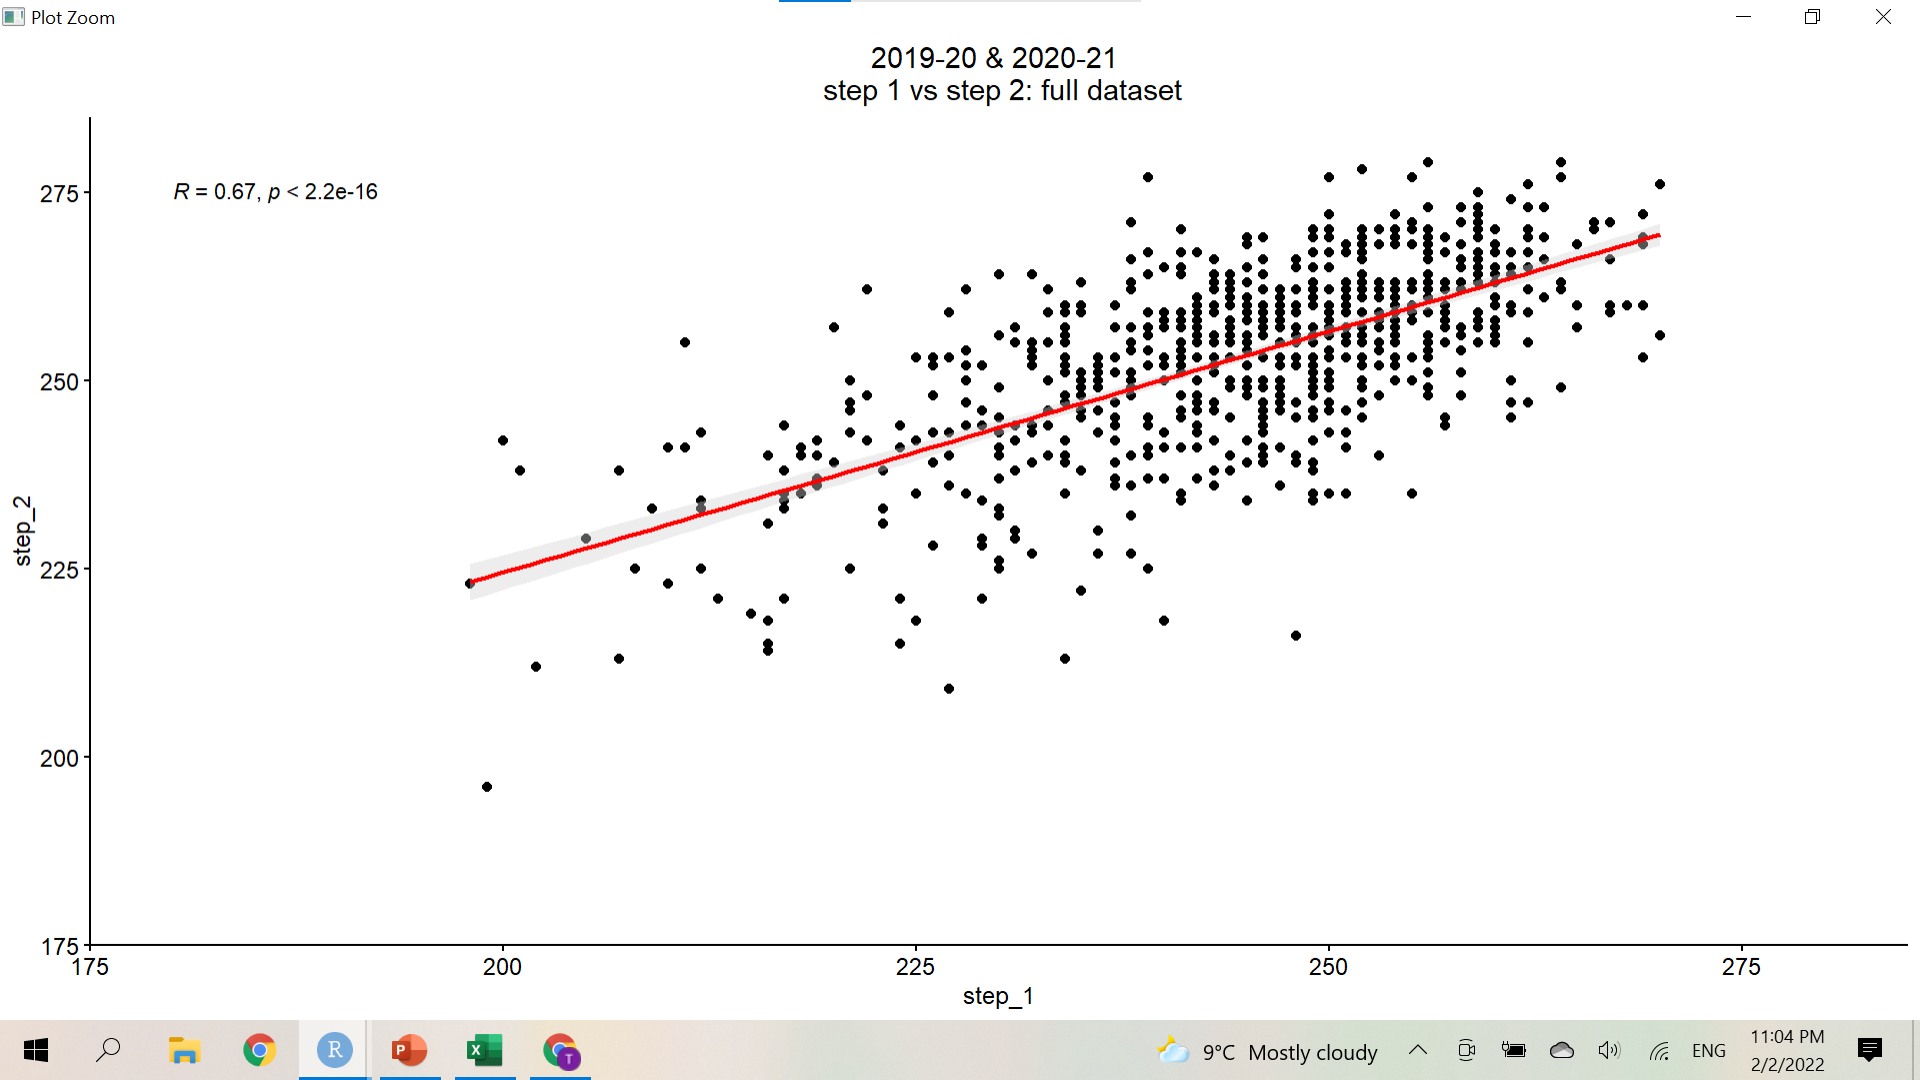 Plot Zoom
2019-20 & 2020-21
step 1 vs step 2: full dataset
R = 0.67, p < 2.2e-16
275
250
225
200
175
step_2
175
200
225
250
275
step_1
R
P
X
T
9°C Mostly cloudy
ENG
11:04 PM
2/2/2022